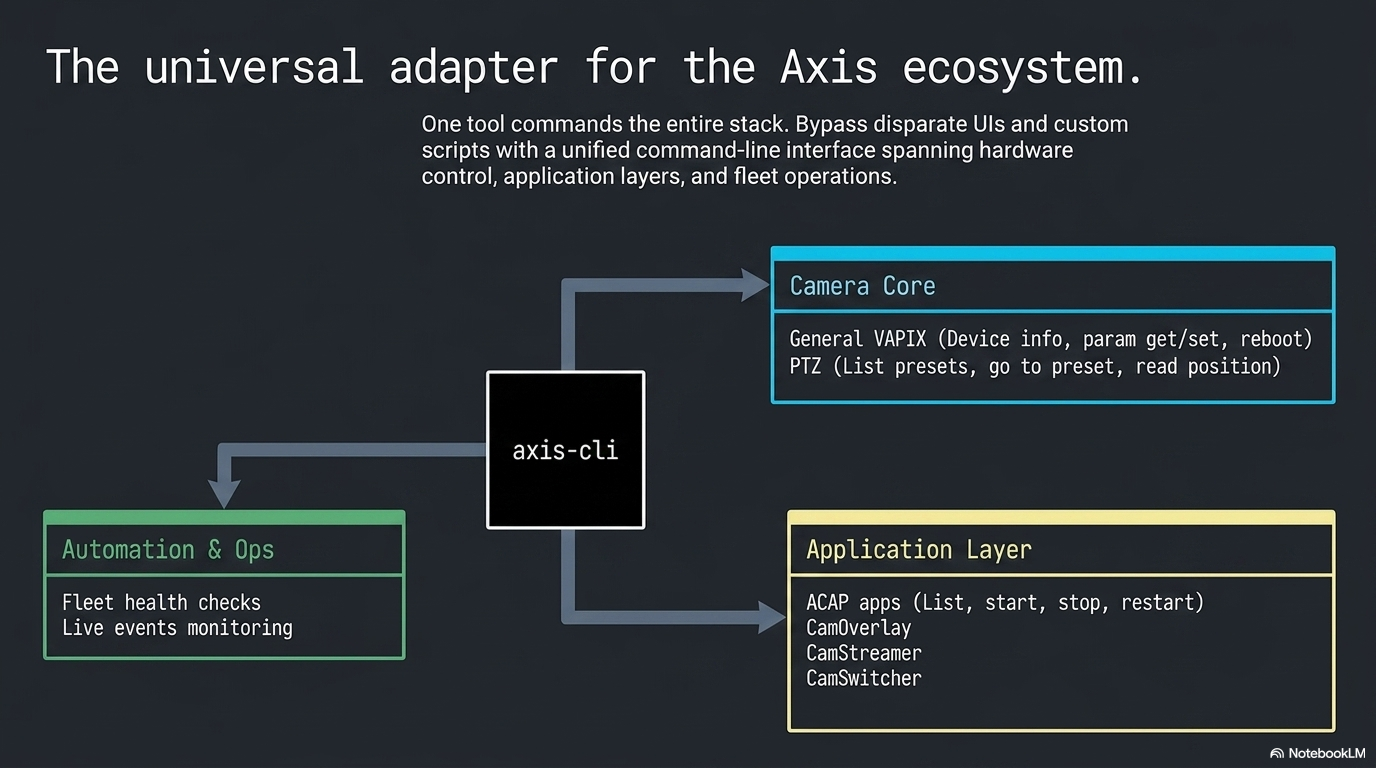 The universal adapter for the Axis ecosystem.
One tool commands the entire stack. Bypass disparate UIs and custom
scripts with a unified command-line interface spanning hardware
control, application layers, and fleet operations.
Camera Core
General VAPIX (Device info, param get/set, reboot)
PTZ (List presets, go to preset, read position)
axis-cli
Automation & Ops
Fleet health checks
Live events monitoring
Application Layer
ACAP apps (List, start, stop, restart)
CamOverlay
CamStreamer
CamSwitcher
NotebookLM